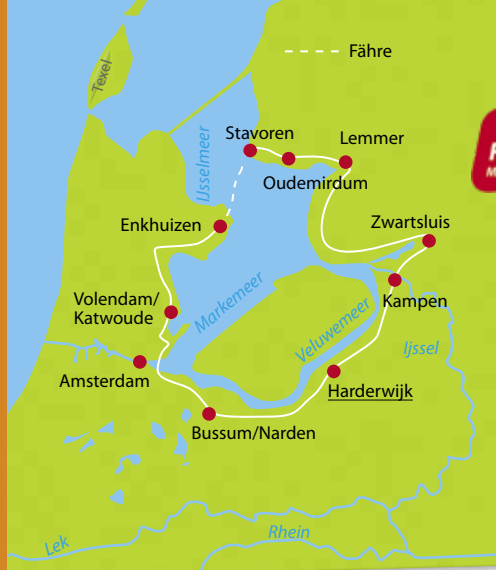 Fähre
Texel
Stavoren
Lemmer
IJsselmeer
Oudemirdum
Enkhuizen
Zwartsluis
Volendam/
Katwoude
Markemeer
Kampen
Veluwemeer
Ijssel
Amsterdam
Harderwijk
Bussum/Narden
Rhein
Lek